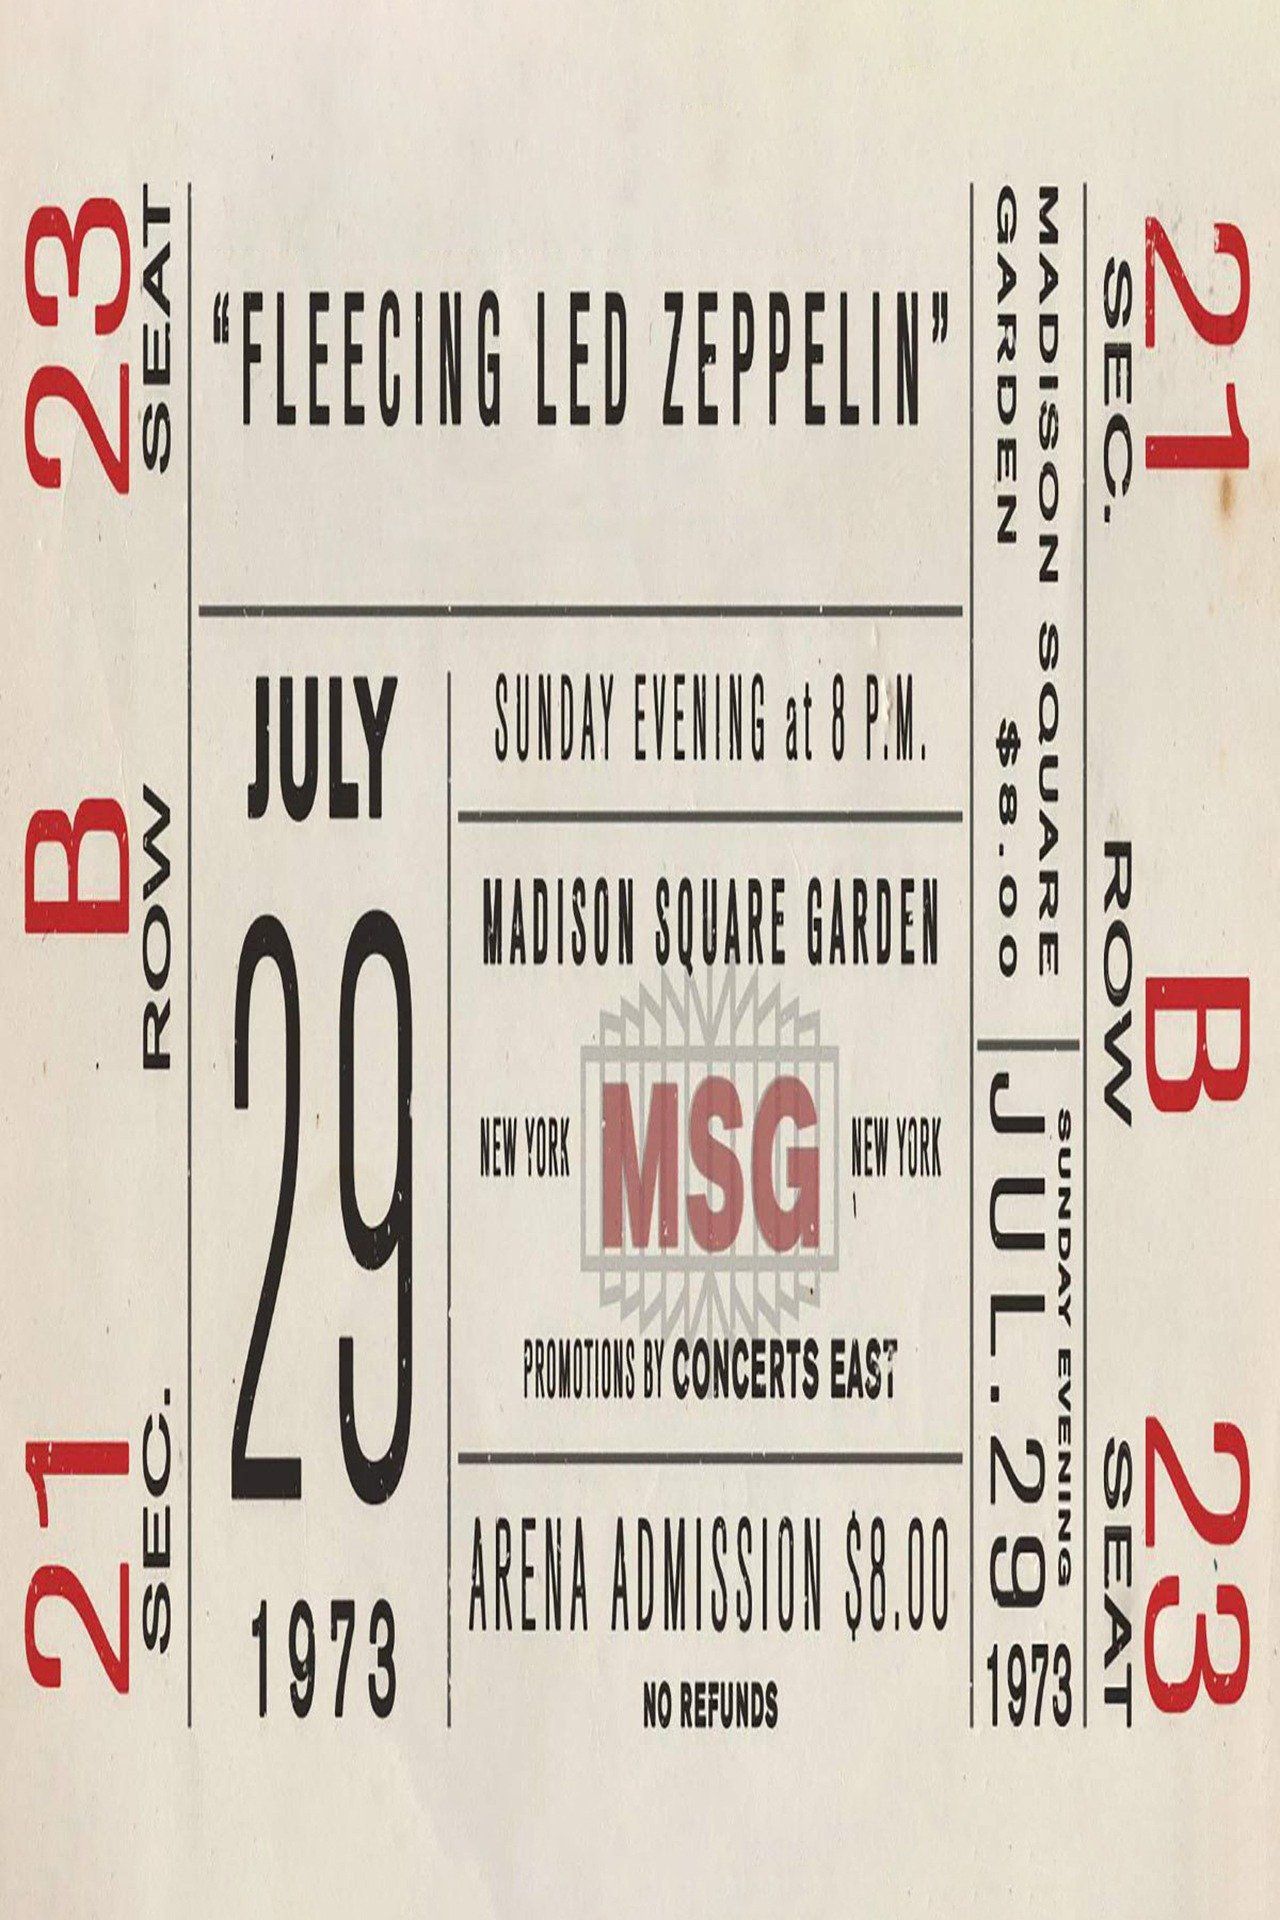 23
SEAT
B
ROW
21
SEC.
“FLEECING LED ZEPPELIN”
JULY
29
1973
SUNDAY EVENING at 8 P.M.
MADISON SQUARE GARDEN
NEW YORK
MSG
NEW YORK
PROMOTIONS BY CONCERTS EAST
ARENA ADMISSION $8.00
NO REFUNDS
MADISON SQUARE
GARDEN $8.00
SUNDAY EVENING
JUL. 29
1973
21
SEC.
B
ROW
23
SEAT